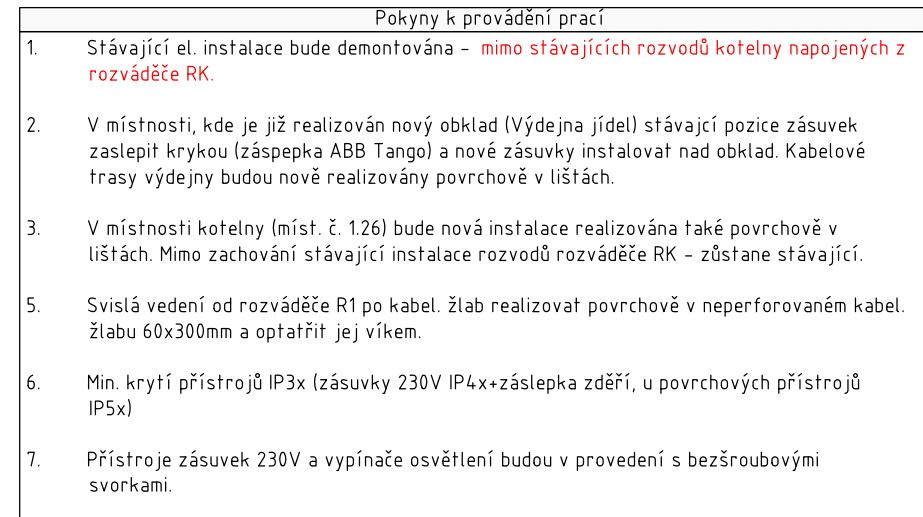 Pokyny k provádění prací
1. Stávající el. instalace bude demontována - mimo stávajících rozvodů kotelny napojených z
rozváděče RK.
2. V místnosti, kde je již realizován nový obklad (Výdejna jídel) stávajcí pozice zásuvek
zaslepit krykou (záspepka ABB Tango) a nové zásuvky instalovat nad obklad. Kabelové
trasy výdejny budou nově realizovány povrchově v lištách.
3. V místnosti kotelny (míst. č. 1.26) bude nová instalace realizována také povrchově v
lištách. Mimo zachování stávající instalace rozvodů rozváděče RK - zůstane stávající.
5. Svislá vedení od rozváděče R1 po kabel. žlab realizovat povrchově v neperforovaném kabel.
žlabu 60x300mm a optatřit jej víkem.
6. Min. krytí přístrojů IP3x (zásuvky 230V IP4x+záslepka zděří, u povrchových přístrojů
IP5x)
7. Přístroje zásuvek 230V a vypínače osvětlení budou v provedení s bezšroubovými
svorkami.